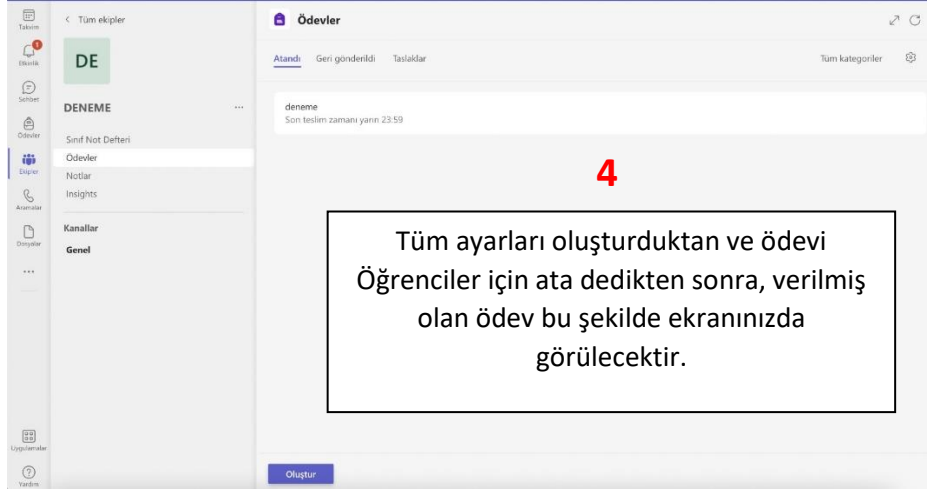 Takvim
Etkinlik
1
Sohbet
Ödevler
Ekipler
Aramalar
Dosyalar
Uygulamalar
Yardım
Tüm ekipler
DE
DENEME
Sınıf Not Defteri
Ödevler
Notlar
Insights
Kanallar
Genel
Ödevler
Atandı Geri gönderildi Taslaklar Tüm kategoriler
deneme
Son teslim zamanı yarın 23:59
4
Tüm ayarları oluşturduktan ve ödevi
Öğrenciler için ata dedikten sonra, verilmiş
olan ödev bu şekilde ekranınızda
görülecektir.
Oluştur